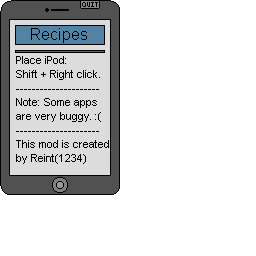 QUIT
Recipes
Place iPod:
Shift + Right click.
----------------------
Note: Some apps
are very buggy. :(
----------------------
This mod is created
by Reint(1234)